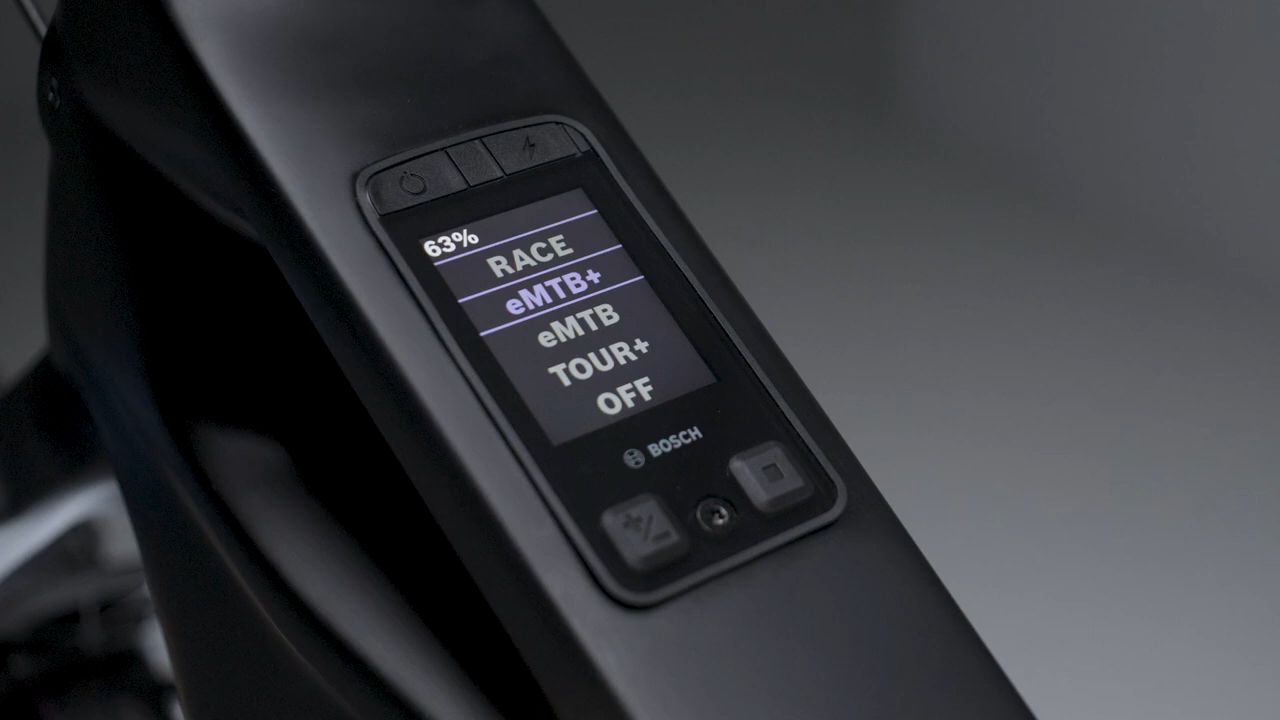 63%
RACE
eMTB+
eMTB
TOUR+
OFF
BOSCH
+/-